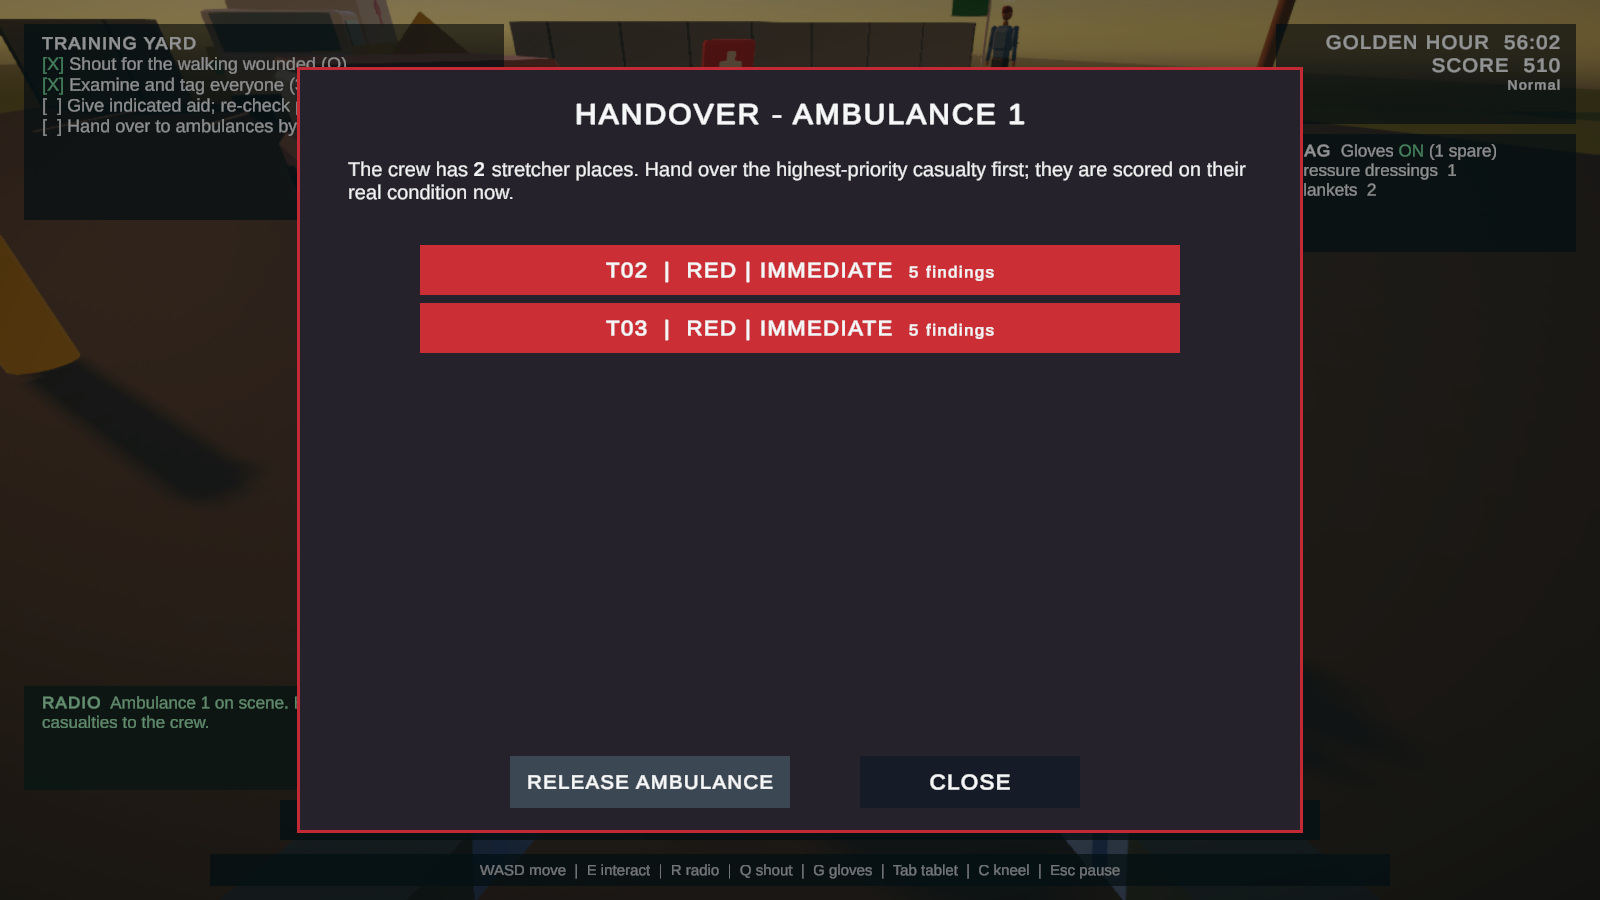 TRAINING YARD
[X] Shout for the walking wounded (Q)
[X] Examine and tag everyone (
[ ] Give indicated aid; re-check
[ ] Hand over to ambulances by
GOLDEN HOUR 56:02
SCORE 510
Normal
AG Gloves ON (1 spare)
ressure dressings 1
lankets 2
HANDOVER - AMBULANCE 1
The crew has 2 stretcher places. Hand over the highest-priority casualty first; they are scored on their
real condition now.
T02 | RED | IMMEDIATE 5 findings
T03 | RED | IMMEDIATE 5 findings
RADIO Ambulance 1 on scene.
casualties to the crew.
RELEASE AMBULANCE
CLOSE
WASD move | E interact | R radio | Q shout | G gloves | Tab tablet | C kneel | Esc pause